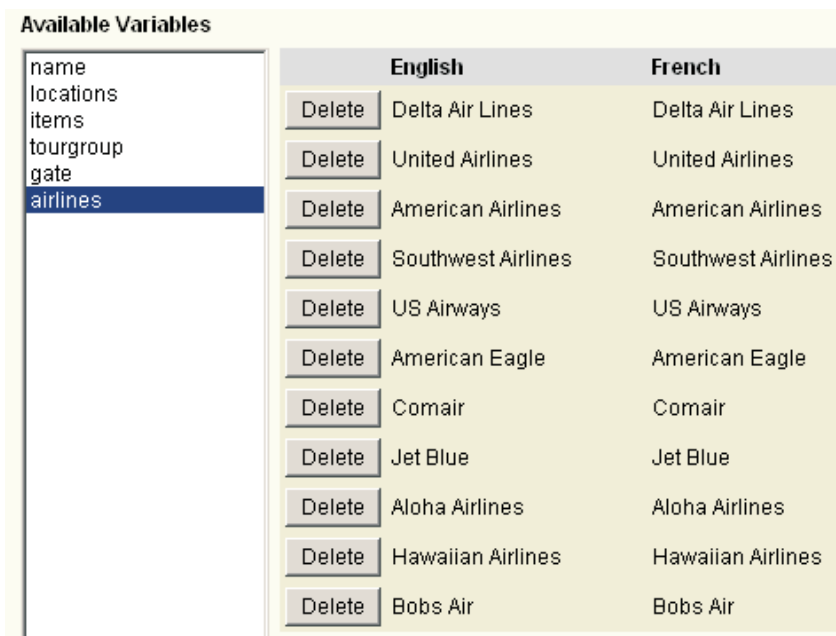 Available Variables
name
locations
items
tourgroup
gate
airlines
English French
Delete Delta Air Lines Delta Air Lines
Delete United Airlines United Airlines
Delete American Airlines American Airlines
Delete Southwest Airlines Southwest Airlines
Delete US Airways US Airways
Delete American Eagle American Eagle
Delete Comair Comair
Delete Jet Blue Jet Blue
Delete Aloha Airlines Aloha Airlines
Delete Hawaiian Airlines Hawaiian Airlines
Delete Bobs Air Bobs Air